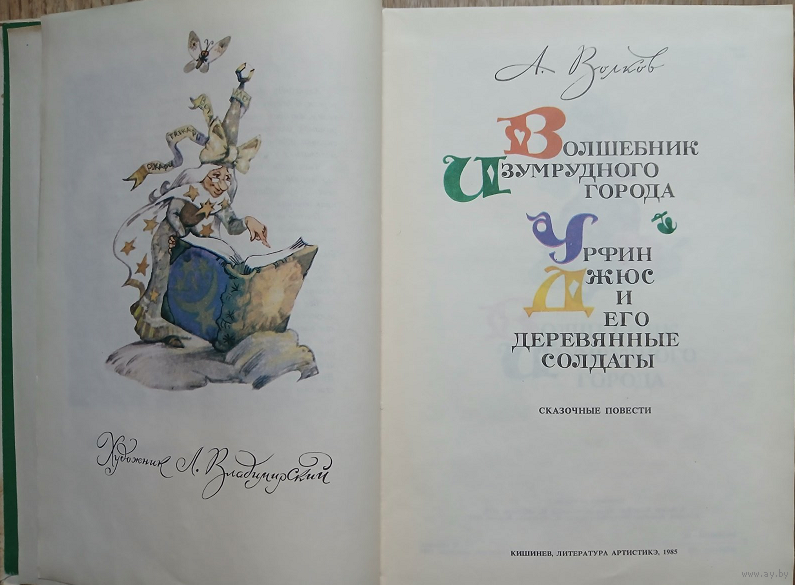 Художник Л. Владимирский
А. Волков
ВОЛШЕБНИК
ИЗУМРУДНОГО
ГОРОДА
УРФИН
ДЖЮС
И
ЕГО
ДЕРЕВЯННЫЕ
СОЛДАТЫ
СКАЗОЧНЫЕ ПОВЕСТИ
КИШИНЕВ, ЛИТЕРАТУРА АРТИСТИКЭ, 1985
www.ay.by